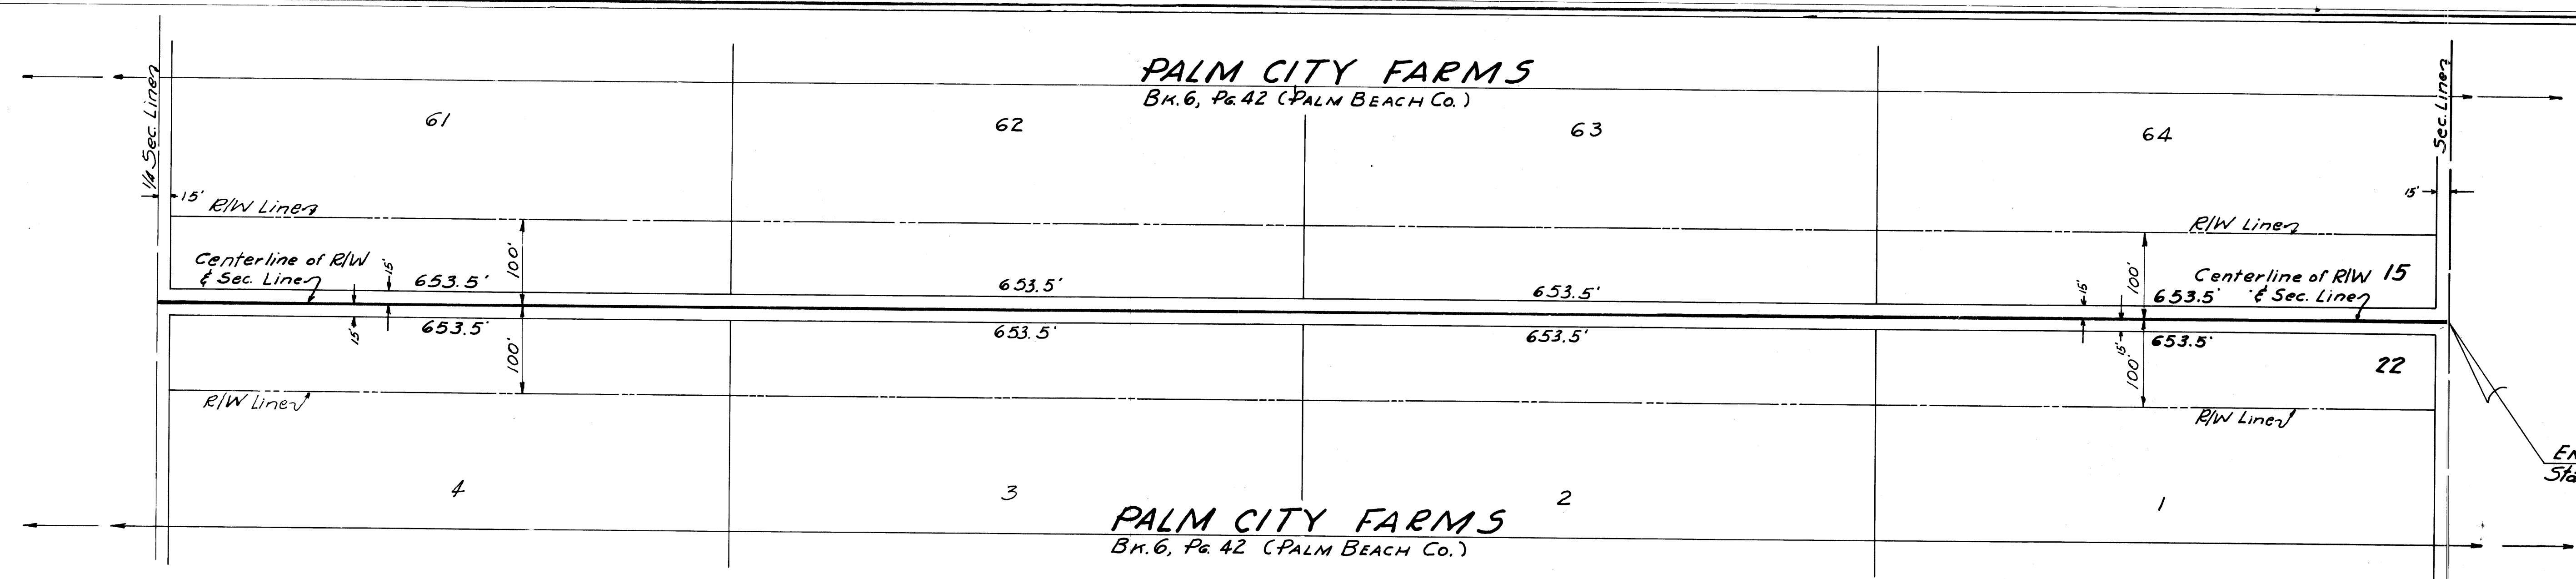 PALM CITY FARMS
BK. 6, PG. 42 (PALM BEACH CO.)
1/4 Sec. Line
Sec. Line
61
62
63
64
15'
R/W Line
15'
R/W Line
Centerline of R/W
& Sec. Line
15'
653.5'
100'
653.5'
653.5'
15'
100'
653.5'
Centerline of R/W
& Sec. Line
15
15'
653.5'
100'
653.5'
653.5'
15'
100'
653.5'
22
R/W Line
R/W Line
4
3
2
1
PALM CITY FARMS
BK. 6, PG. 42 (PALM BEACH CO.)